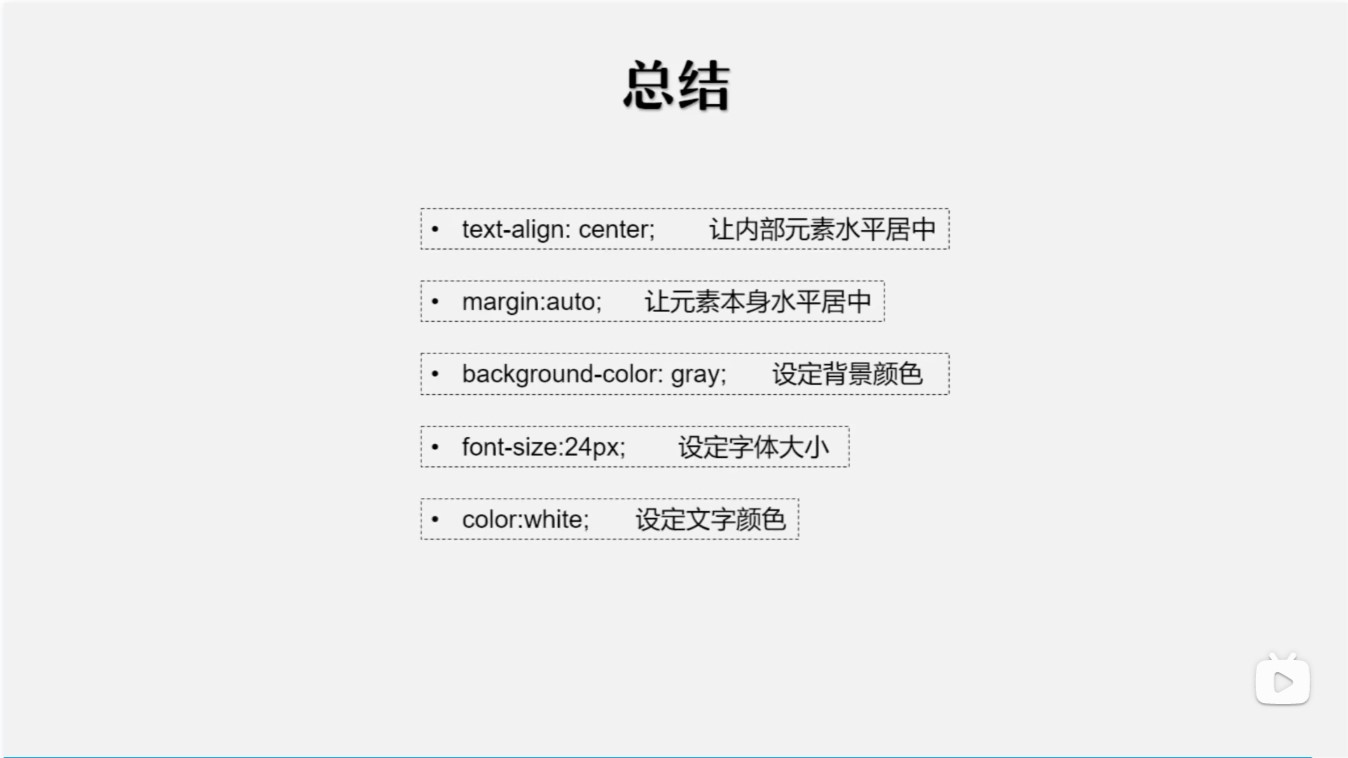 总结
• text-align: center; 让内部元素水平居中
• margin:auto; 让元素本身水平居中
• background-color: gray; 设定背景颜色
• font-size:24px; 设定字体大小
• color:white; 设定文字颜色